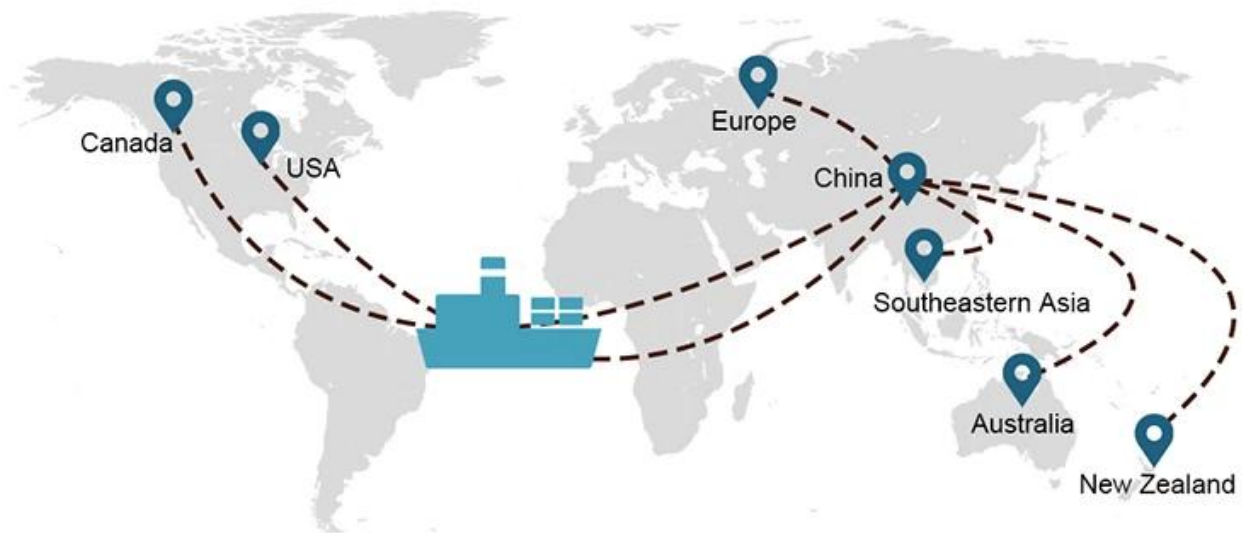 Canada
USA
Europe
China
Southeastern Asia
Australia
New Zealand